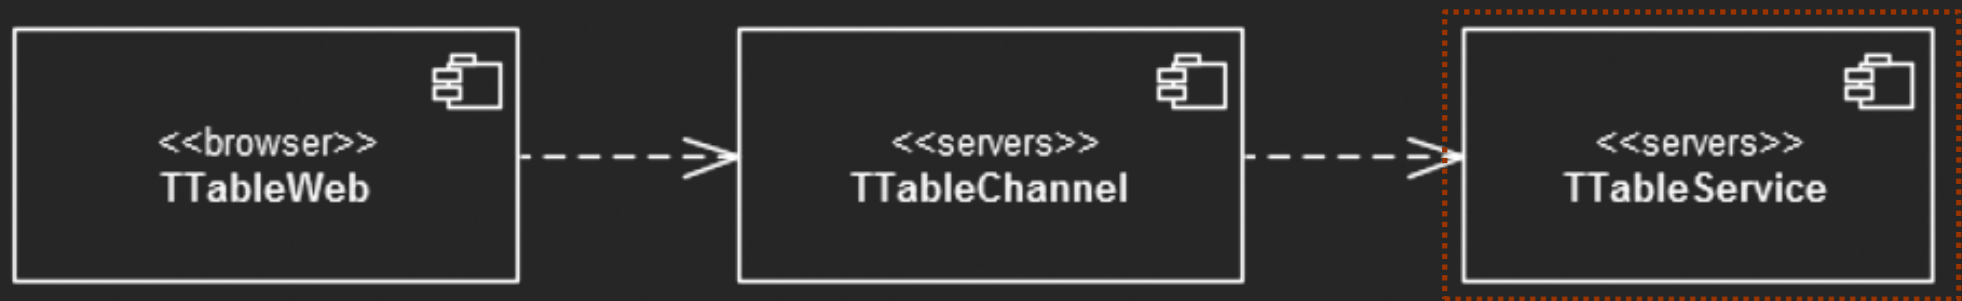 <<browser>>
TTableWeb
<<servers>>
TTableChannel
<<servers>>
TTableService